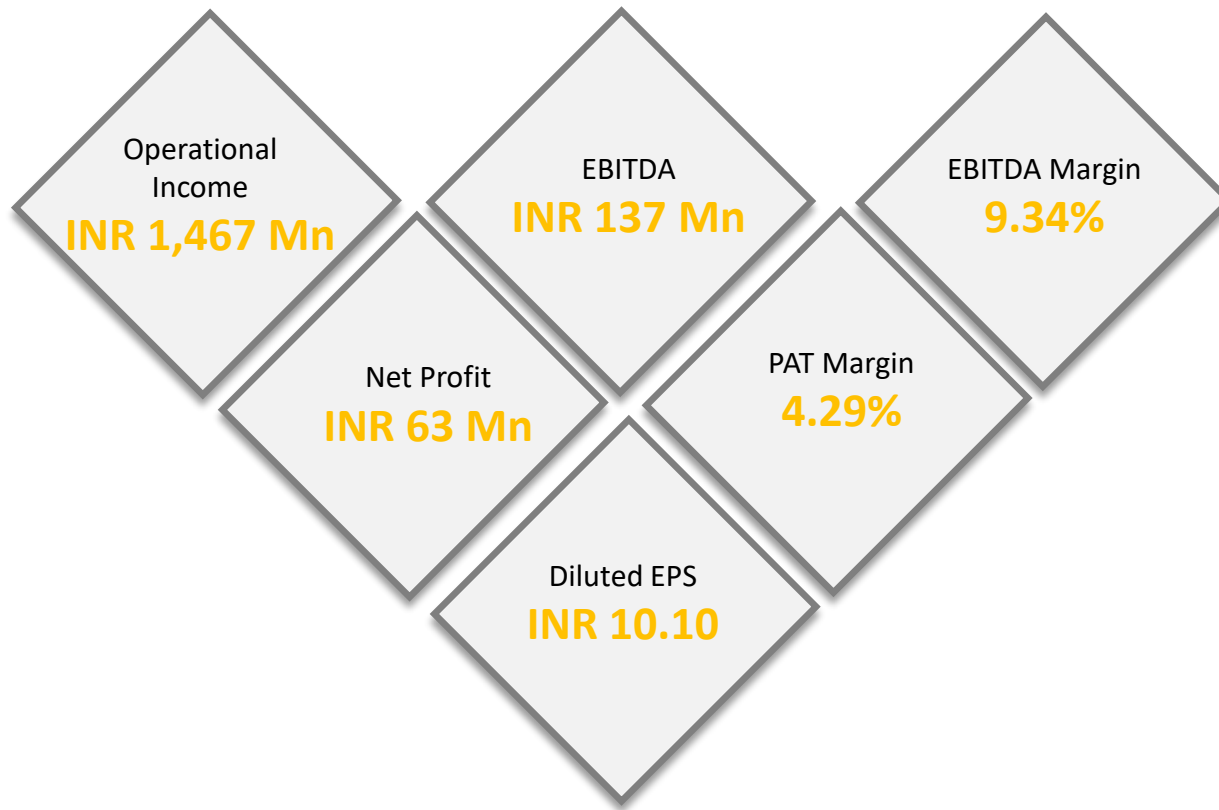 Operational
Income
INR 1,467 Mn
EBITDA
INR 137 Mn
EBITDA Margin
9.34%
Net Profit
INR 63 Mn
PAT Margin
4.29%
Diluted EPS
INR 10.10